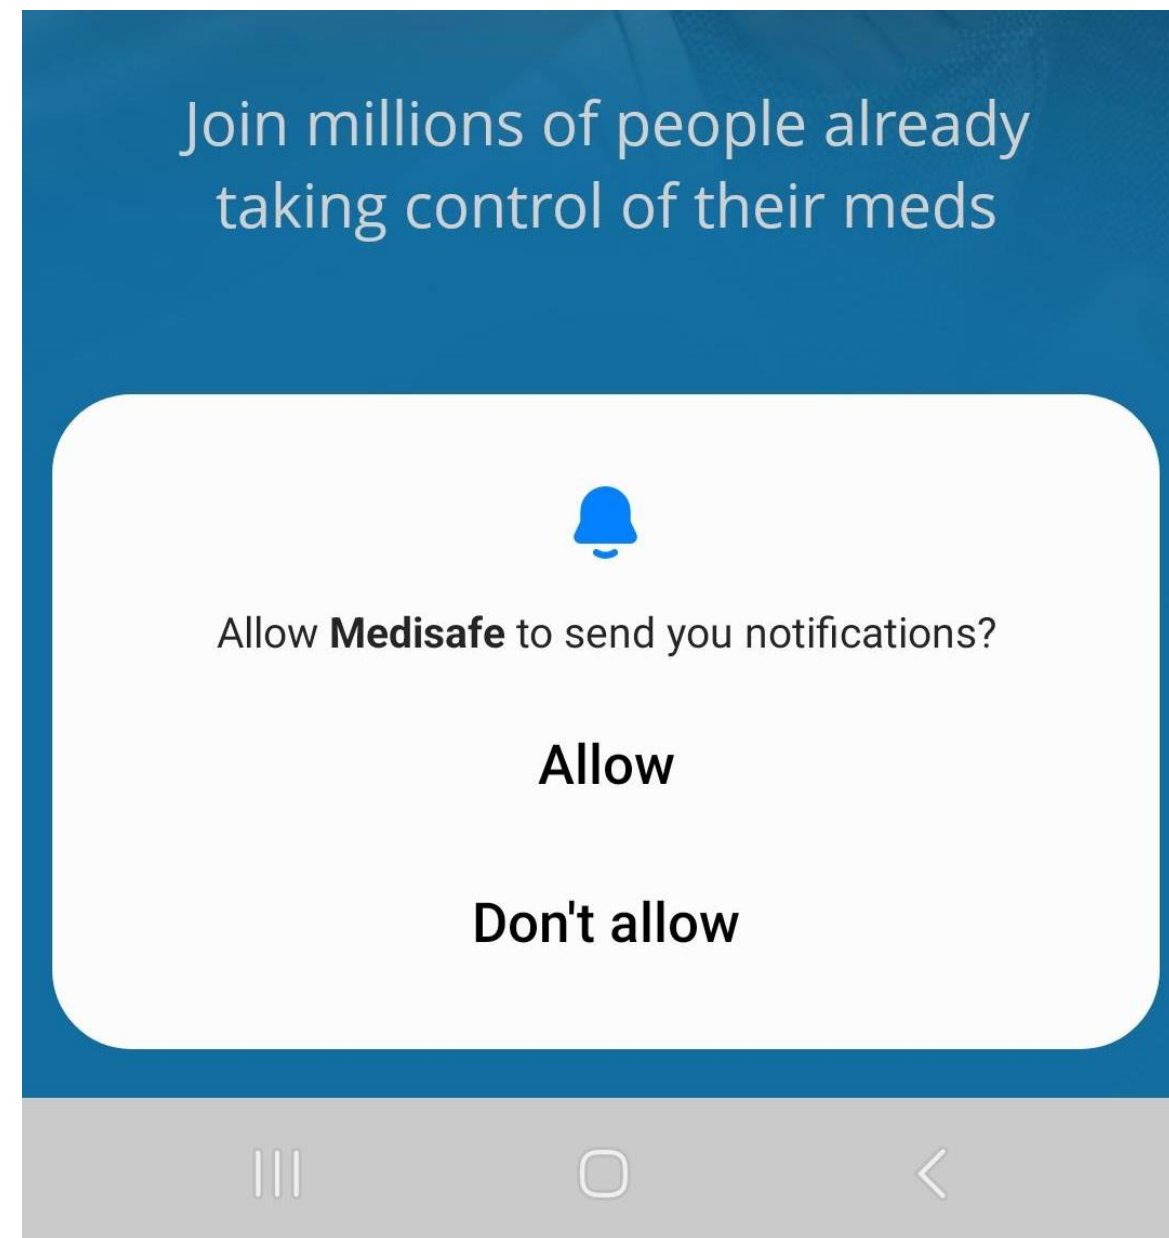 Join millions of people already
taking control of their meds
Allow Medisafe to send you notifications?
Allow
Don't allow